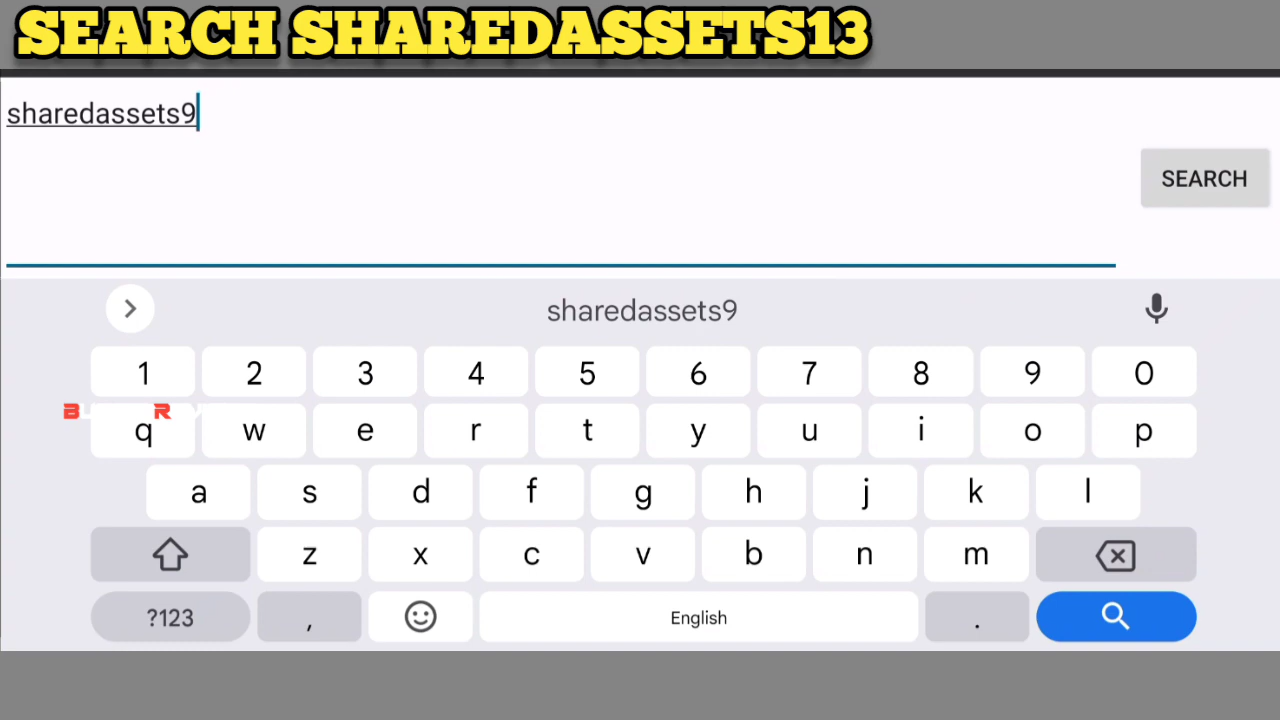 SEARCH SHAREDASSETS13
sharedassets9
SEARCH
sharedassets9
1 2 3 4 5 6 7 8 9 0
q w e r t y u i o p
a s d f g h j k l
z x c v b n m
?123 , English .